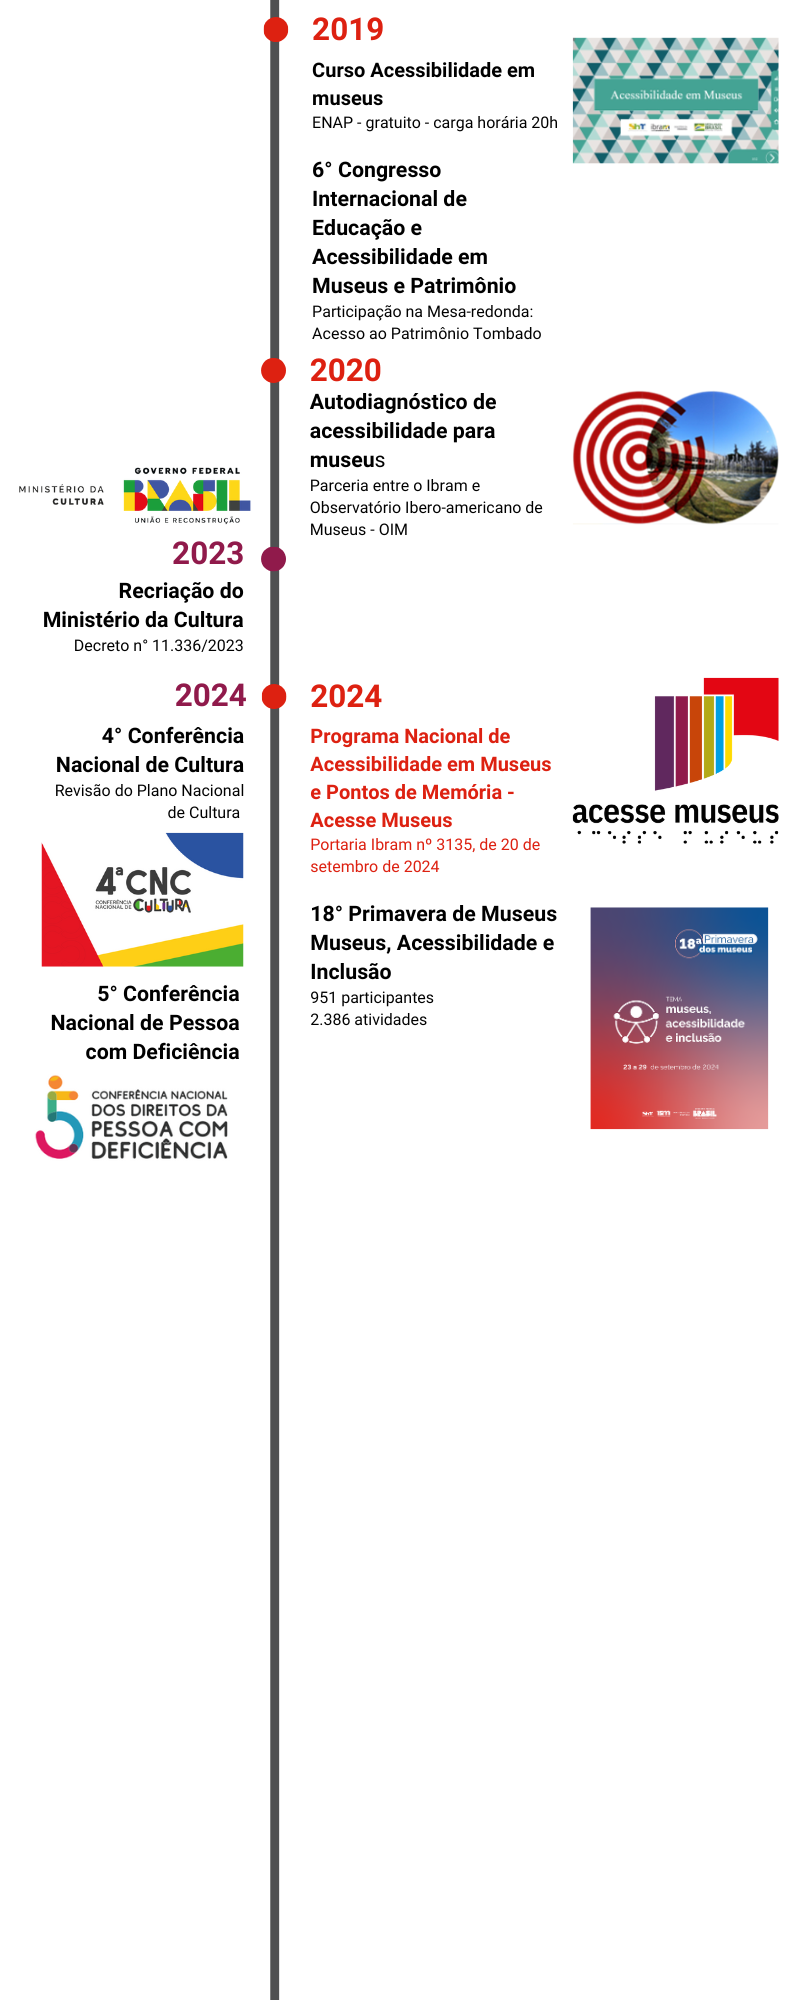 2019
Curso Acessibilidade em
museus
ENAP - gratuito - carga horária 20h
Acessibilidade em Museus
ibram
BRASIL
6° Congresso
Internacional de
Educação e
Acessibilidade em
Museus e Patrimônio
Participação na Mesa-redonda:
Acesso ao Patrimônio Tombado
2020
Autodiagnóstico de
acessibilidade para
museus
Parceria entre o Ibram e
Observatório Ibero-americano de
Museus - OIM
MINISTÉRIO DA
CULTURA
GOVERNO FEDERAL
BRASIL
UNIÃO E RECONSTRUÇÃO
2023
Recriação do
Ministério da Cultura
Decreto n° 11.336/2023
2024
4° Conferência
Nacional de Cultura
Revisão do Plano Nacional
de Cultura
4ª CNC
CONFERÊNCIA
NACIONAL DE CULTURA
5° Conferência
Nacional de Pessoa
com Deficiência
5
CONFERÊNCIA NACIONAL
DOS DIREITOS DA
PESSOA COM
DEFICIÊNCIA
2024
Programa Nacional de
Acessibilidade em Museus
e Pontos de Memória -
Acesse Museus
Portaria Ibram nº 3135, de 20 de
setembro de 2024
acesse museus
18° Primavera de Museus
Museus, Acessibilidade e
Inclusão
951 participantes
2.386 atividades
18ª Primavera
dos museus
TEMA
museus,
acessibilidade
e inclusão
23 a 29 de setembro de 2024
BRASIL